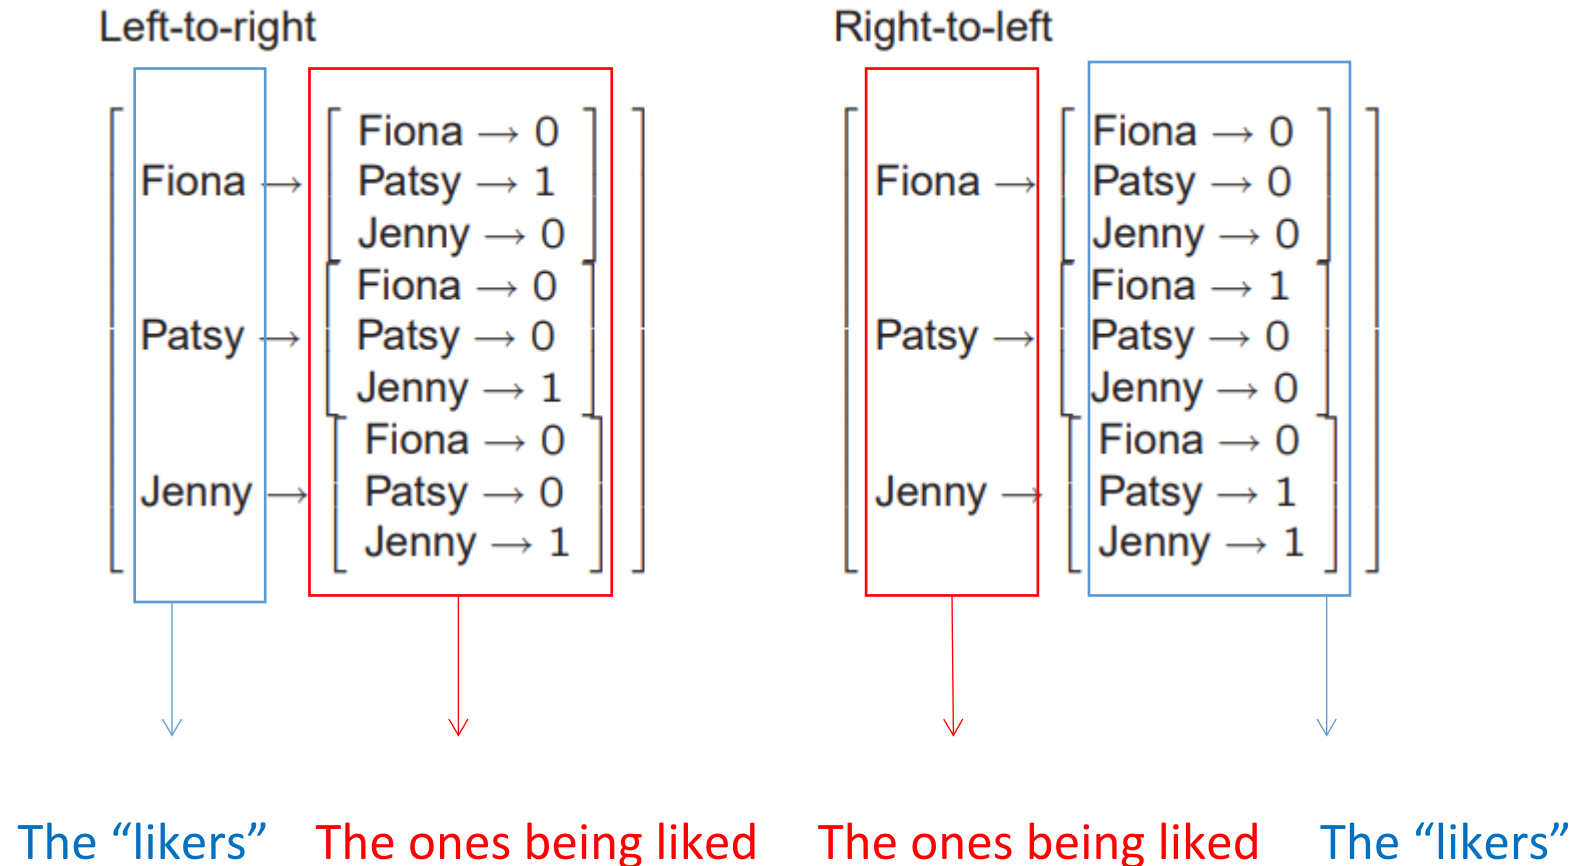 Left-to-right
Fiona → 0
Fiona → Patsy → 1
Jenny → 0
Fiona → 0
Patsy → Patsy → 0
Jenny → 1
Fiona → 0
Jenny → Patsy → 0
Jenny → 1
The “likers” The ones being liked
Right-to-left
Fiona → 0
Fiona → Patsy → 0
Jenny → 0
Fiona → 1
Patsy → Patsy → 0
Jenny → 0
Fiona → 0
Jenny → Patsy → 1
Jenny → 1
The ones being liked The “likers”